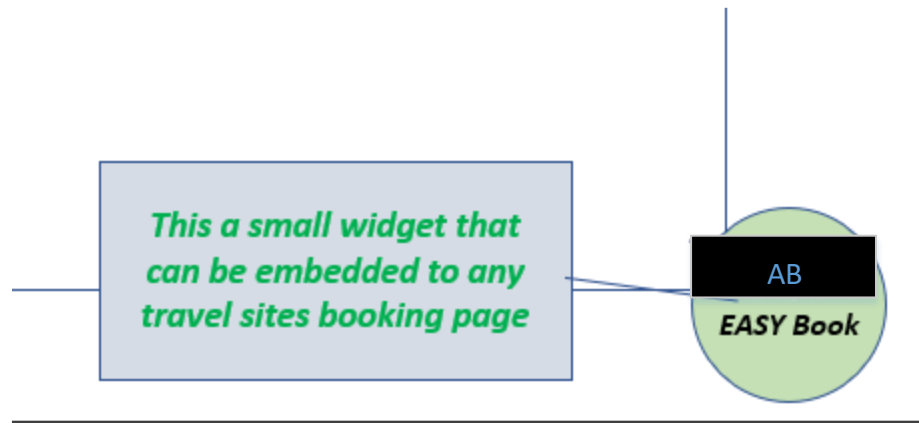 This a small widget that
can be embedded to any
travel sites booking page
AB
EASY Book